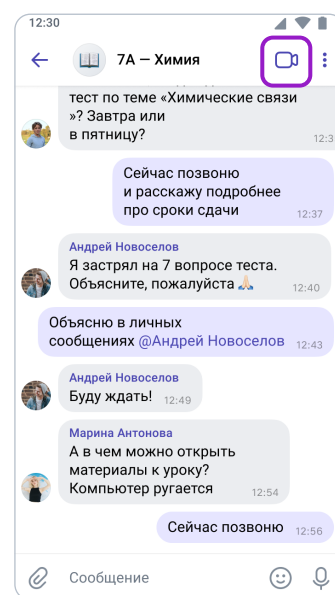 12:30
7А — Химия
тест по теме «Химические связи
»? Завтра или
в пятницу?
12:3
Сейчас позвоню
и расскажу подробнее
про сроки сдачи
12:37
Андрей Новоселов
Я застрял на 7 вопросе теста.
Объясните, пожалуйста 🙏🏻
12:40
Объясню в личных
сообщениях @Андрей Новоселов 12:43
Андрей Новоселов
Буду ждать! 12:49
Марина Антонова
А в чем можно открыть
материалы к уроку?
Компьютер ругается 12:54
Сейчас позвоню 12:56
Сообщение